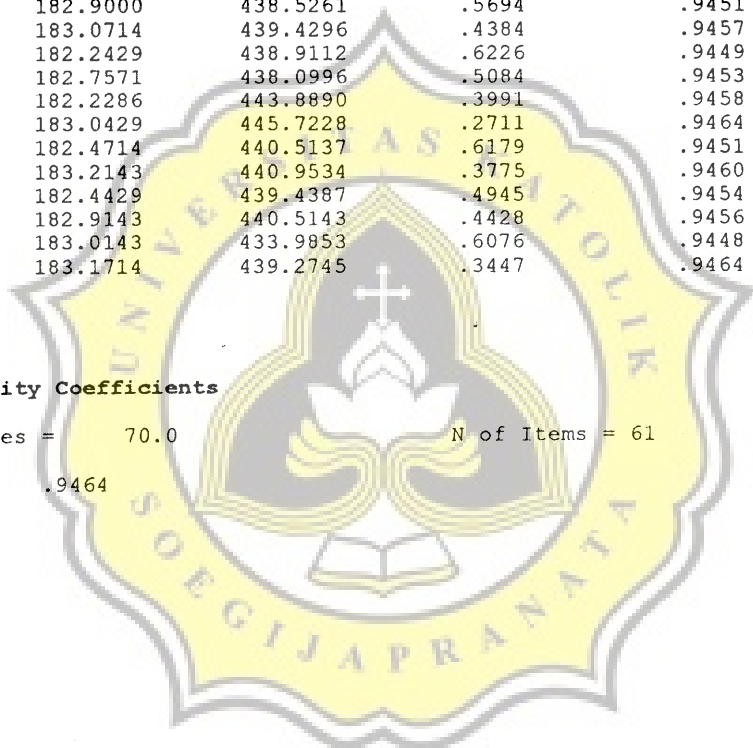 182.9000 438.5261 .5694 .9451
183.0714 439.4296 .4384 .9457
182.2429 438.9112 .6226 .9449
182.7571 438.0996 .5084 .9453
182.2286 443.8890 .3991 .9458
183.0429 445.7228 .2711 .9464
182.4714 440.5137 .6179 .9451
183.2143 440.9534 .3775 .9460
182.4429 439.4387 .4945 .9454
182.9143 440.5143 .4428 .9456
183.0143 433.9853 .6076 .9448
183.1714 439.2745 .3447 .9464
ity Coefficients
es = 70.0 N of Items = 61
.9464
UNIVERSITAS KATOLIK
SOEGIJAPRANATA